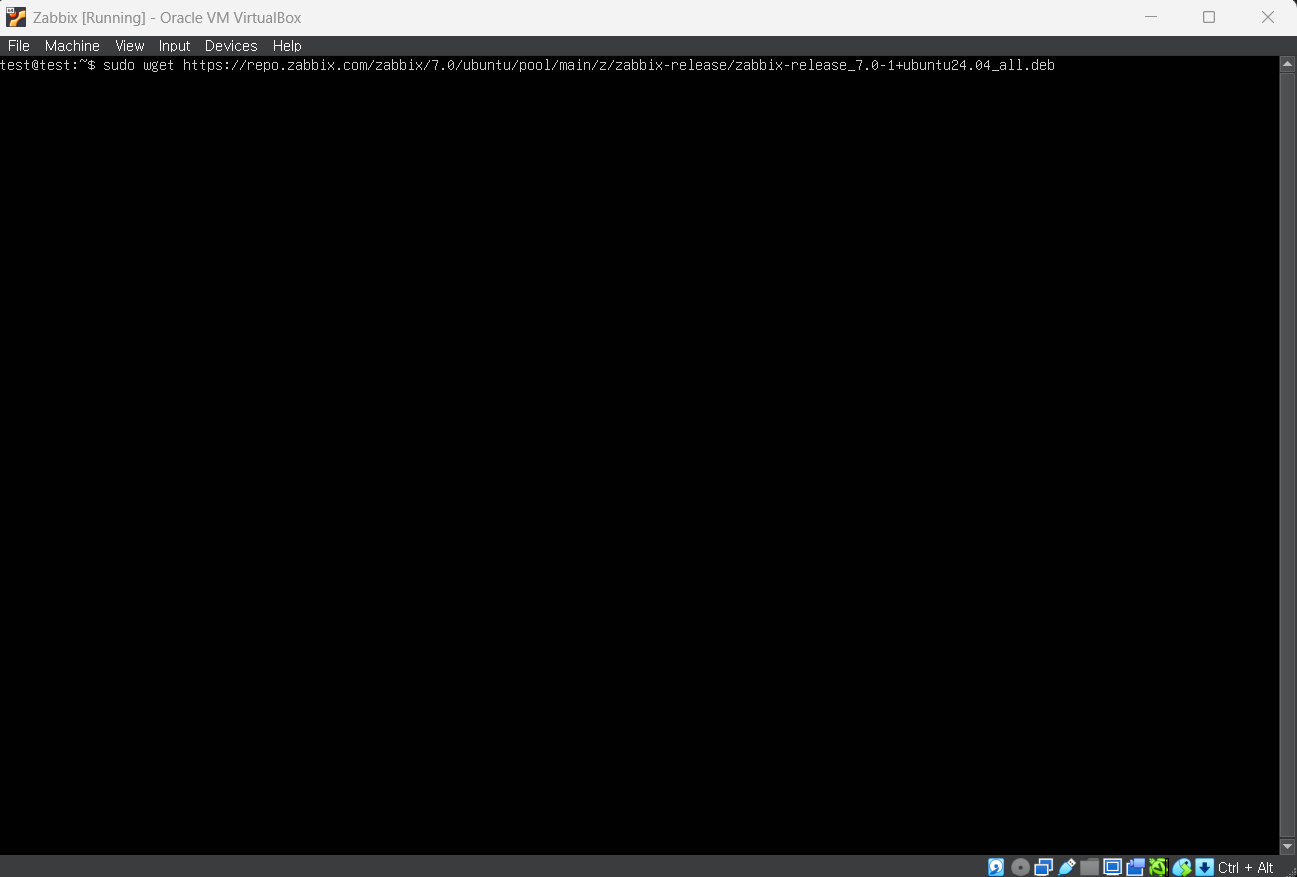 Zabbix [Running] - Oracle VM VirtualBox
File Machine View Input Devices Help
test@test:~$ sudo wget https://repo.zabbix.com/zabbix/7.0/ubuntu/pool/main/z/zabbix-release/zabbix-release_7.0-1+ubuntu24.04_all.deb
Ctrl + Alt